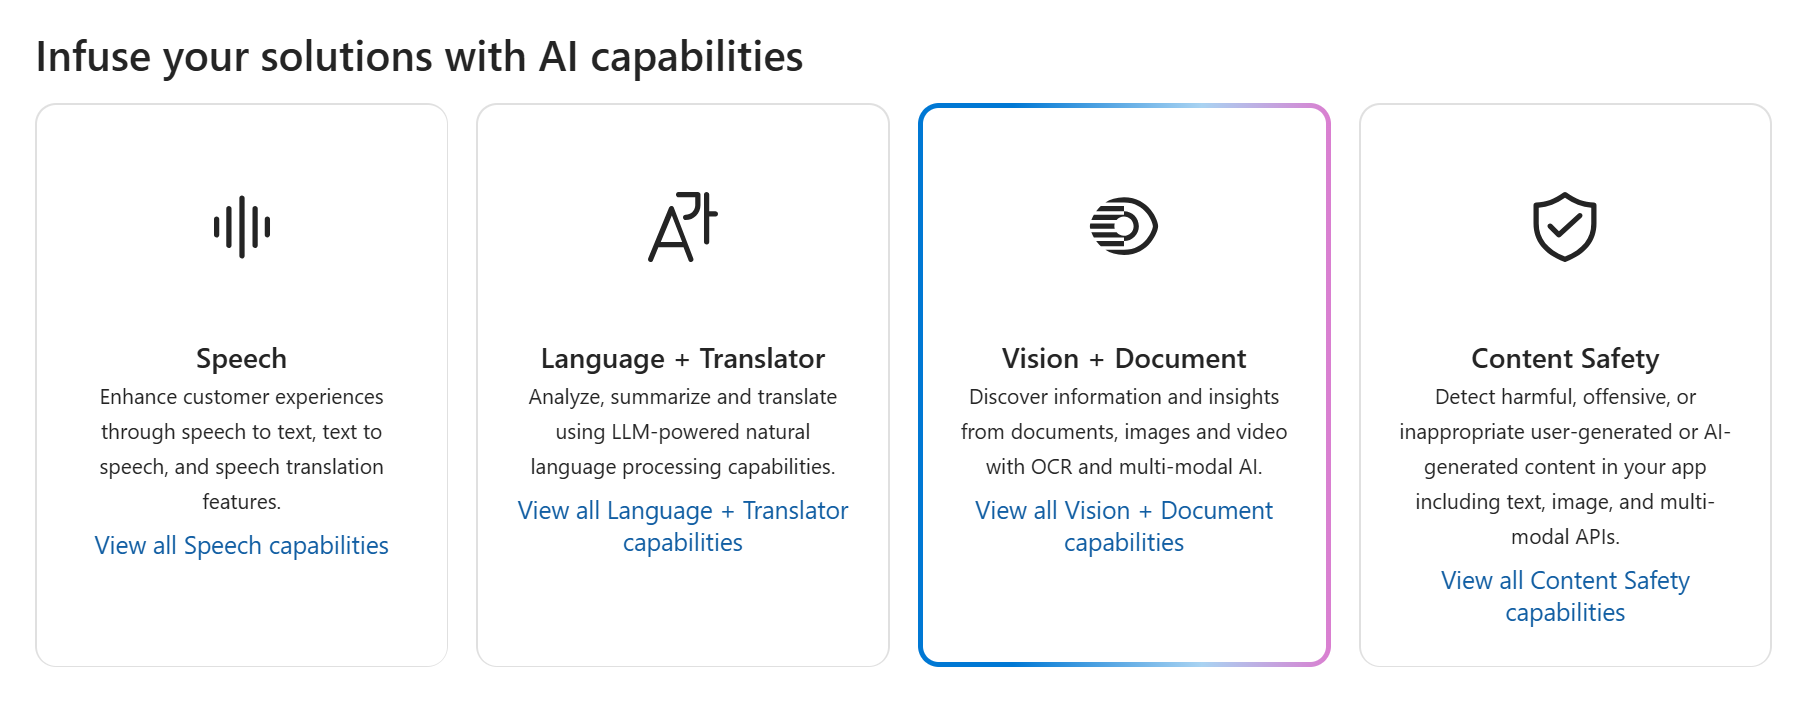 Infuse your solutions with AI capabilities
Speech
Enhance customer experiences
through speech to text, text to
speech, and speech translation
features.
View all Speech capabilities
Language + Translator
Analyze, summarize and translate
using LLM-powered natural
language processing capabilities.
View all Language + Translator
capabilities
Vision + Document
Discover information and insights
from documents, images and video
with OCR and multi-modal AI.
View all Vision + Document
capabilities
Content Safety
Detect harmful, offensive, or
inappropriate user-generated or AI-
generated content in your app
including text, image, and multi-
modal APIs.
View all Content Safety
capabilities